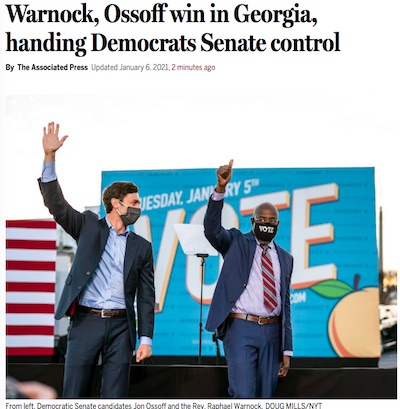 Warnock, Ossoff win in Georgia,
handing Democrats Senate control
By The Associated Press Updated January 6, 2021, 2 minutes ago
TUESDAY, JANUARY 5TH
VOTE
VOTE
.COM
From left, Democratic Senate candidates Jon Ossoff and the Rev. Raphael Warnock. DOUG MILLS/NYT